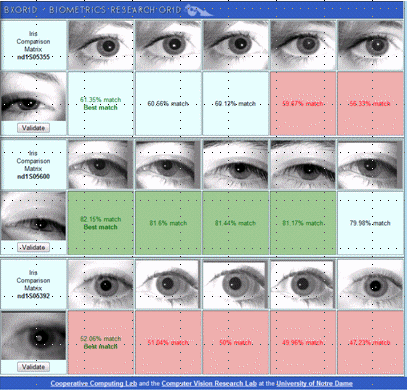 BXGRID - BIOMETRICS RESEARCH GRID
Iris
Comparison
Matrix
nd1S05355
Validate
61.35% match
Best match
60.66% match
60.12% match
59.67% match
55.33% match
Iris
Comparison
Matrix
nd1S05600
Validate
82.15% match
Best match
81.6% match
81.44% match
81.17% match
79.98% match
Iris
Comparison
Matrix
nd1S05392
Validate
52.06% match
Best match
51.04% match
50% match
49.96% match
47.23% match
Cooperative Computing Lab and the Computer Vision Research Lab at the University of Notre Dame